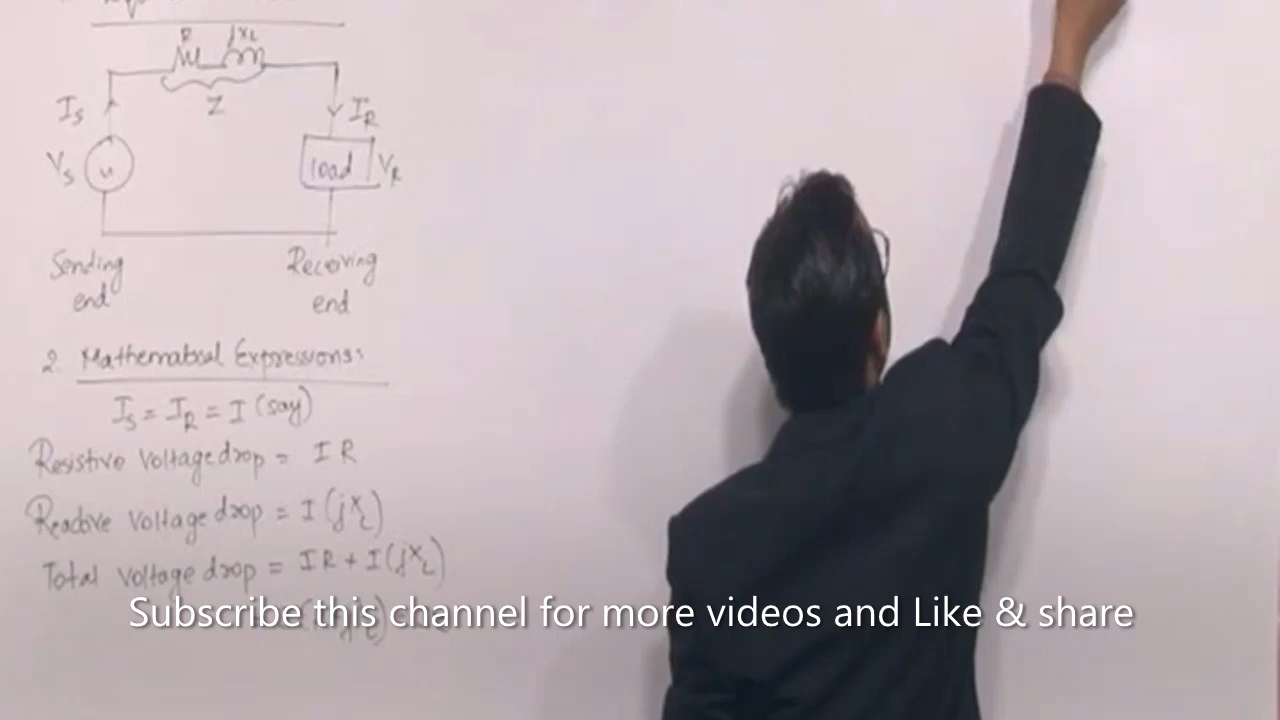 R jXL
Z
IS IR
VS load VR
Sending end Receiving end
2. Mathematical Expressions:
IS = IR = I (say)
Resistive voltage drop = IR
Reactive voltage drop = I (jXL)
Total voltage drop = IR + I (jXL)
Subscribe this channel for more videos and Like & share